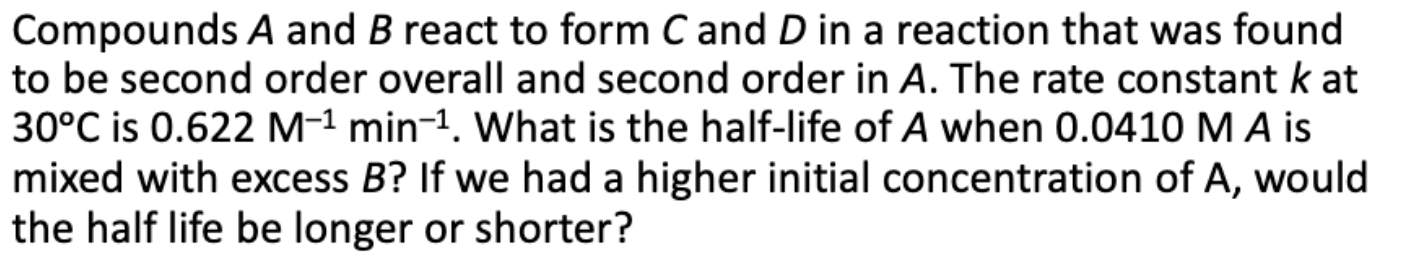 Compounds A and B react to form C and D in a reaction that was found
to be second order overall and second order in A. The rate constant k at
30°C is 0.622 M⁻¹ min⁻¹. What is the half-life of A when 0.0410 M A is
mixed with excess B? If we had a higher initial concentration of A, would
the half life be longer or shorter?